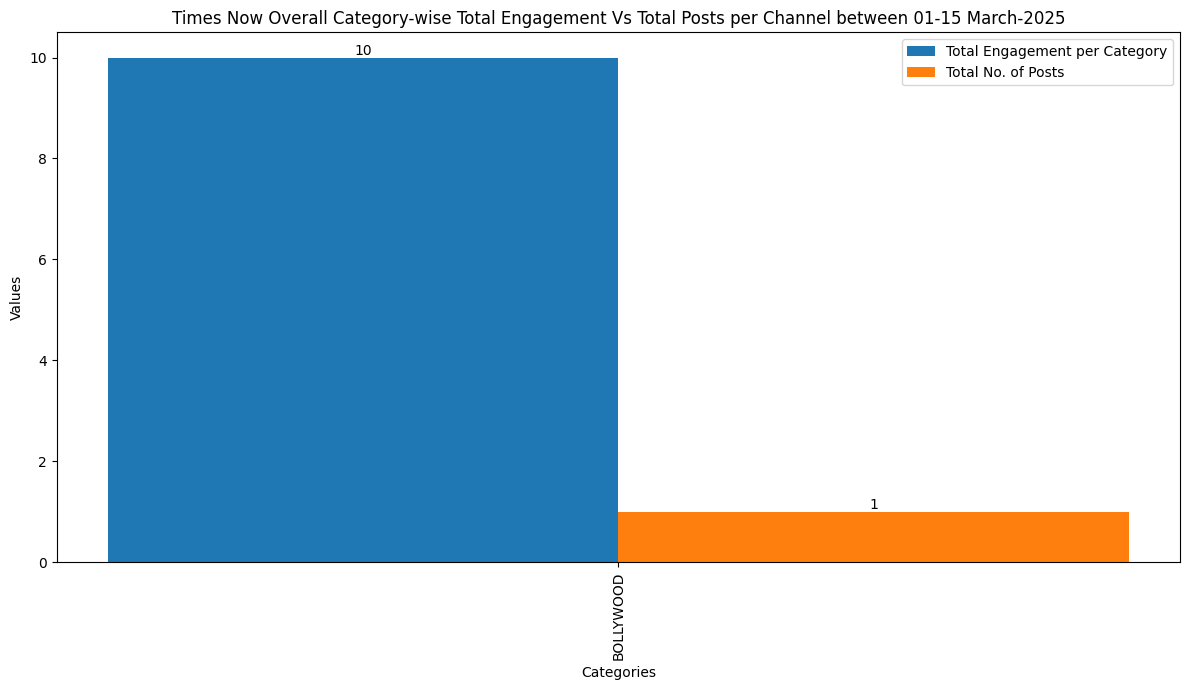 Times Now Overall Category-wise Total Engagement Vs Total Posts per Channel between 01-15 March-2025
Total Engagement per Category
Total No. of Posts
10
1
10
8
6
4
2
0
Values
BOLLYWOOD
Categories